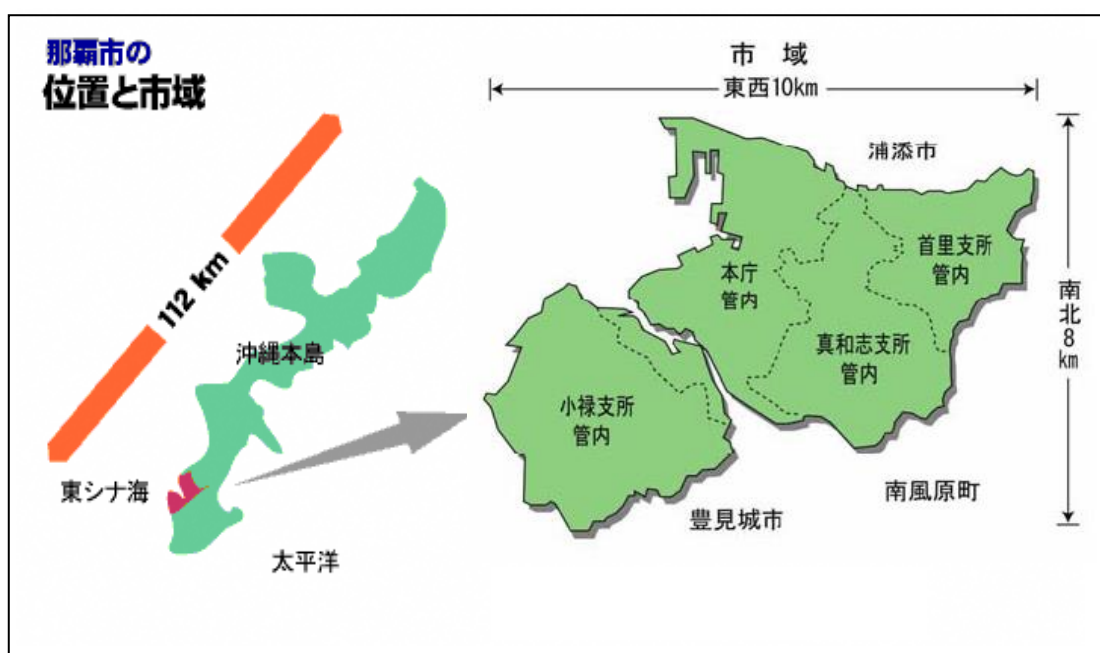 那覇市の
位置と市域
112 km
沖縄本島
東シナ海
太平洋
市　域
東西10km
浦添市
首里支所
管内
本庁
管内
真和志支所
管内
小禄支所
管内
南北8km
南風原町
豊見城市